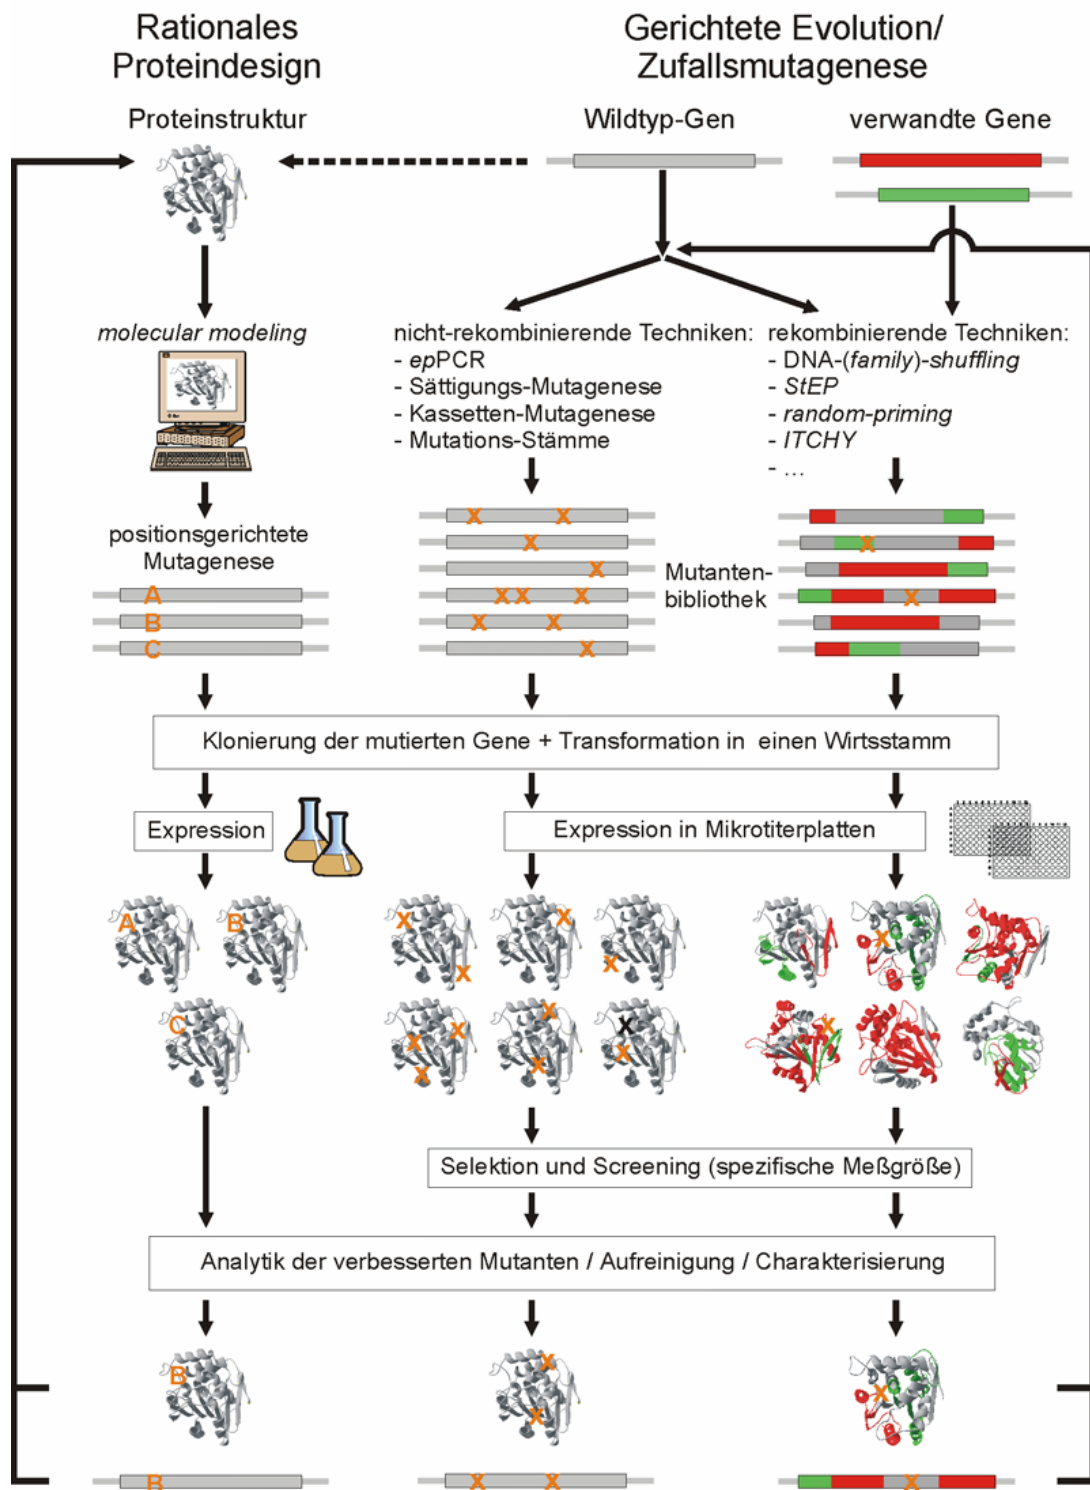 Rationales
Proteindesign
Gerichtete Evolution/
Zufallsmutagenese
Proteinstruktur
Wildtyp-Gen
verwandte Gene
molecular modeling
nicht-rekombinierende Techniken:
- epPCR
- Sättigungs-Mutagenese
- Kassetten-Mutagenese
- Mutations-Stämme
rekombinierende Techniken:
- DNA-(family)-shuffling
- StEP
- random-priming
- ITCHY
- ...
positionsgerichtete
Mutagenese
A
B
C
X X
X
X
X X X
X X
X
Mutanten-
bibliothek
X
X
Klonierung der mutierten Gene + Transformation in einen Wirtsstamm
Expression
Expression in Mikrotiterplatten
A B
C
X X
X X
X X X
X X
X X
X
X
Selektion und Screening (spezifische Meßgröße)
Analytik der verbesserten Mutanten / Aufreinigung / Charakterisierung
B
X X
X
B
X X
X